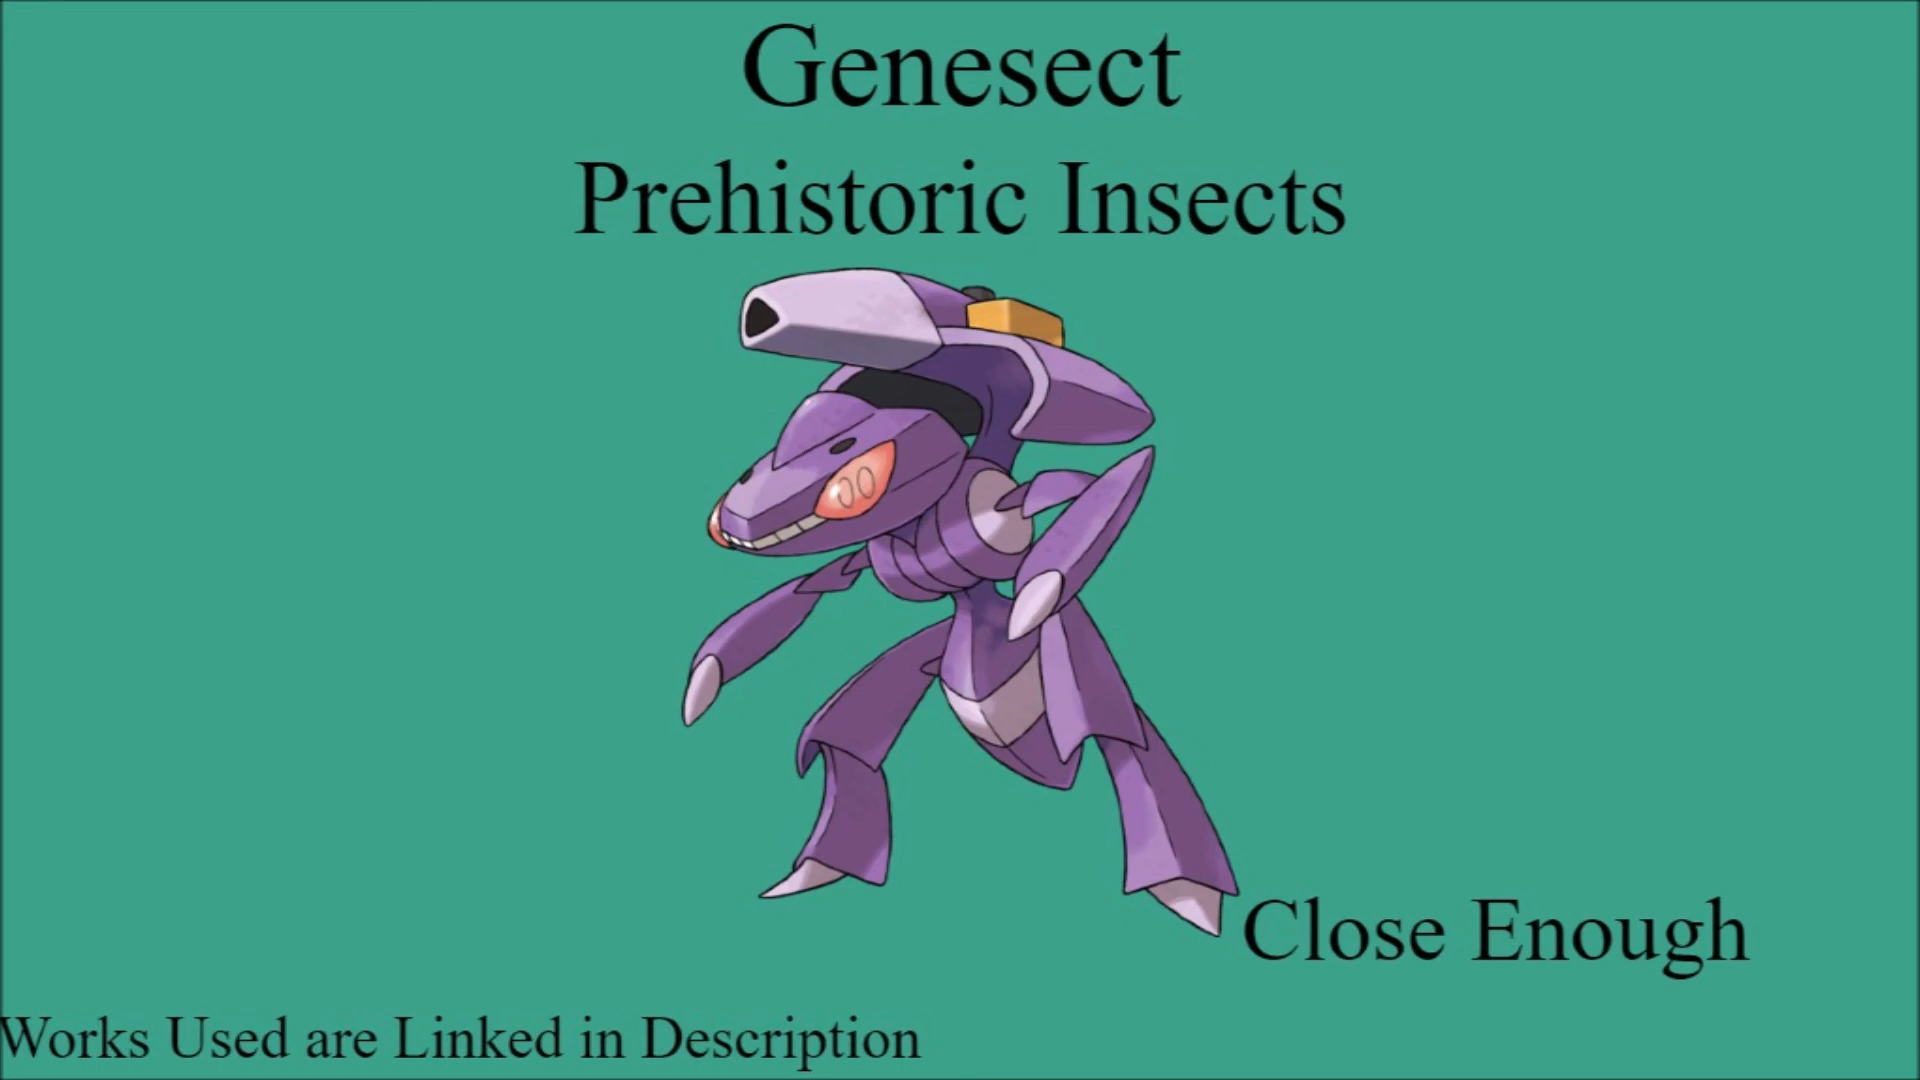 Genesect
Prehistoric Insects
Close Enough
Works Used are Linked in Description